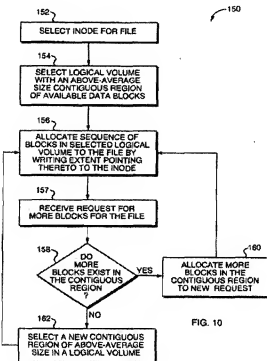 150
152
SELECT INODE FOR FILE
154
SELECT LOGICAL VOLUME
WITH AN ABOVE-AVERAGE
SIZE CONTIGUOUS REGION
OF AVAILABLE DATA BLOCKS
156
ALLOCATE SEQUENCE OF
BLOCKS IN SELECTED LOGICAL
VOLUME TO THE FILE BY
WRITING EXTENT POINTING
THERETO TO THE INODE
157
RECEIVE REQUEST FOR
MORE BLOCKS FOR THE FILE
158
DO
MORE
BLOCKS EXIST IN
THE CONTIGUOUS
REGION
?
YES
160
ALLOCATE MORE
BLOCKS IN THE
CONTIGUOUS REGION
TO NEW REQUEST
NO
162
SELECT A NEW CONTIGUOUS
REGION OF ABOVE-AVERAGE
SIZE IN A LOGICAL VOLUME
FIG. 10